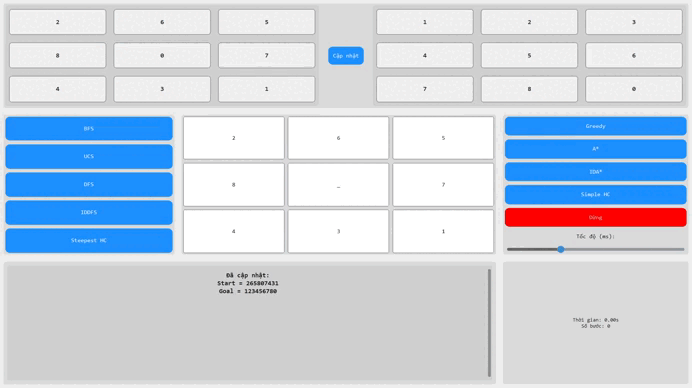 2 6 5 1 2 3
8 0 7 Cập nhật 4 5 6
4 3 1 7 8 0
BFS
UCS
DFS
IDDFS
Steepest HC
2 6 5
8 _ 7
4 3 1
Greedy
A*
IDA*
Simple HC
Dừng
Tốc độ (ms):
Đã cập nhật:
Start = 265807431
Goal = 123456780
Thời gian: 0.00s
Số bước: 0